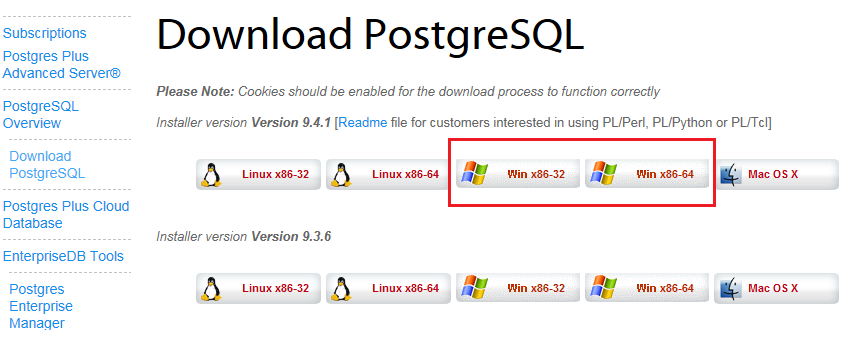 Subscriptions
Postgres Plus
Advanced Server®
PostgreSQL
Overview
Download
PostgreSQL
Postgres Plus Cloud
Database
EnterpriseDB Tools
Postgres
Enterprise
Manager
Download PostgreSQL
Please Note: Cookies should be enabled for the download process to function correctly
Installer version Version 9.4.1 [Readme file for customers interested in using PL/Perl, PL/Python or PL/Tcl]
Linux x86-32 Linux x86-64 Win x86-32 Win x86-64 Mac OS X
Installer version Version 9.3.6
Linux x86-32 Linux x86-64 Win x86-32 Win x86-64 Mac OS X